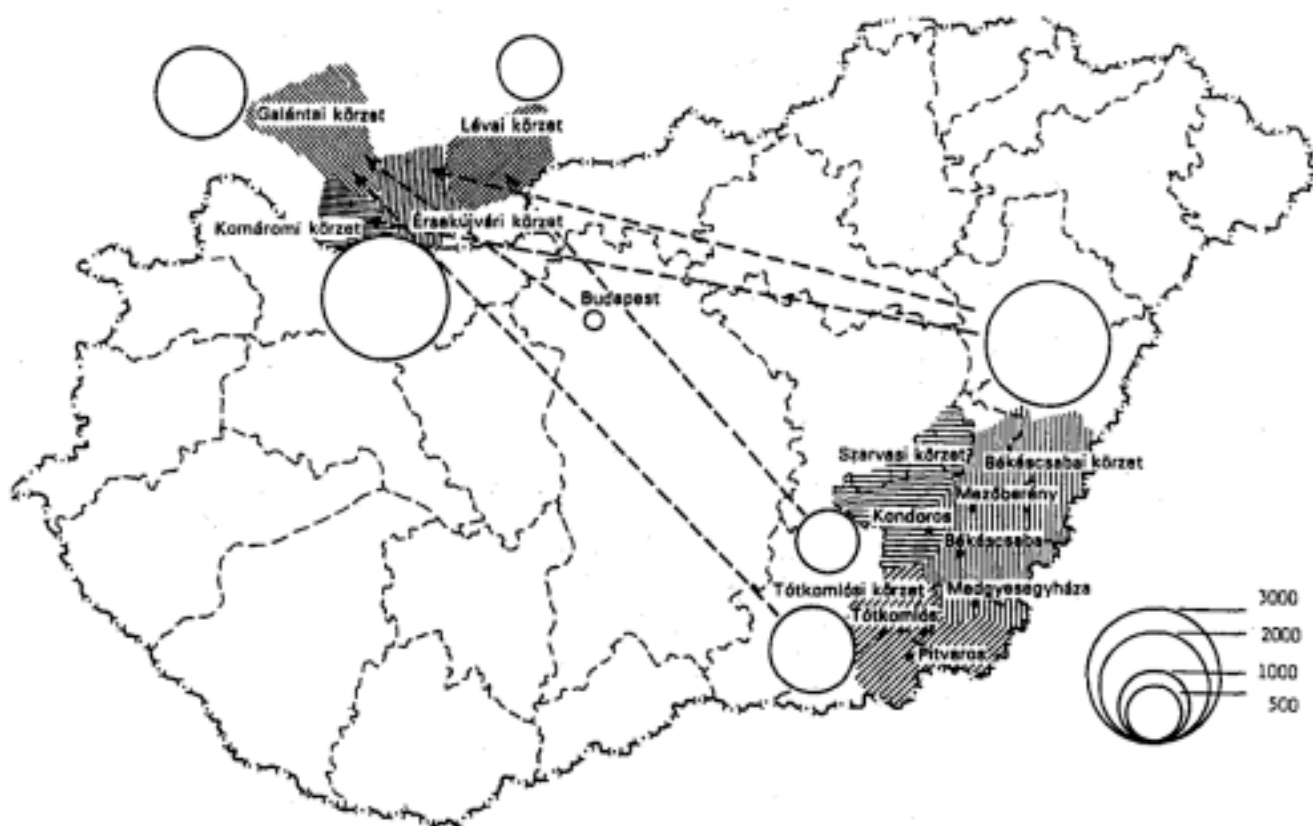 Galántai körzet
Lévai körzet
Komáromi körzet
Érsekújvári körzet
Budapest
Szarvasi körzet
Békéscsabai körzet
Mezőberény
Kondoros
Békéscsaba
Tótkomlósi körzet
Medgyesegyháza
Tótkomlós
Pitvaros
3000
2000
1000
500